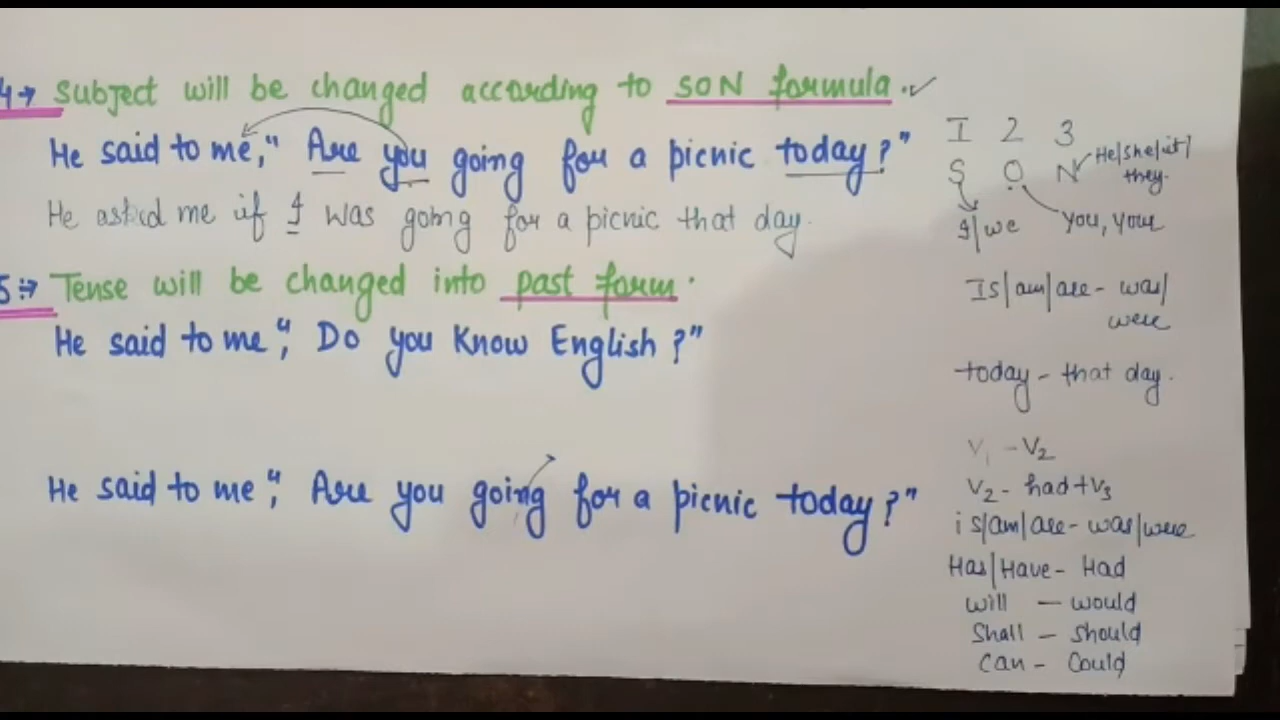 4→ Subject will be changed according to SON formula.
He said to me," Are you going for a picnic today?"
He asked me if I was going for a picnic that day.
5:→ Tense will be changed into past form.
He said to me", Do you Know English?"
He said to me", Are you going for a picnic today?"
I 2 3
S O N
He/she/it/
they.
I/we
you, your
Is/am/are - was/
were
today - that day.
V1 - V2
V2 - had+V3
is/am/are - was/were
Has/Have - Had
will - would
Shall - should
Can - Could